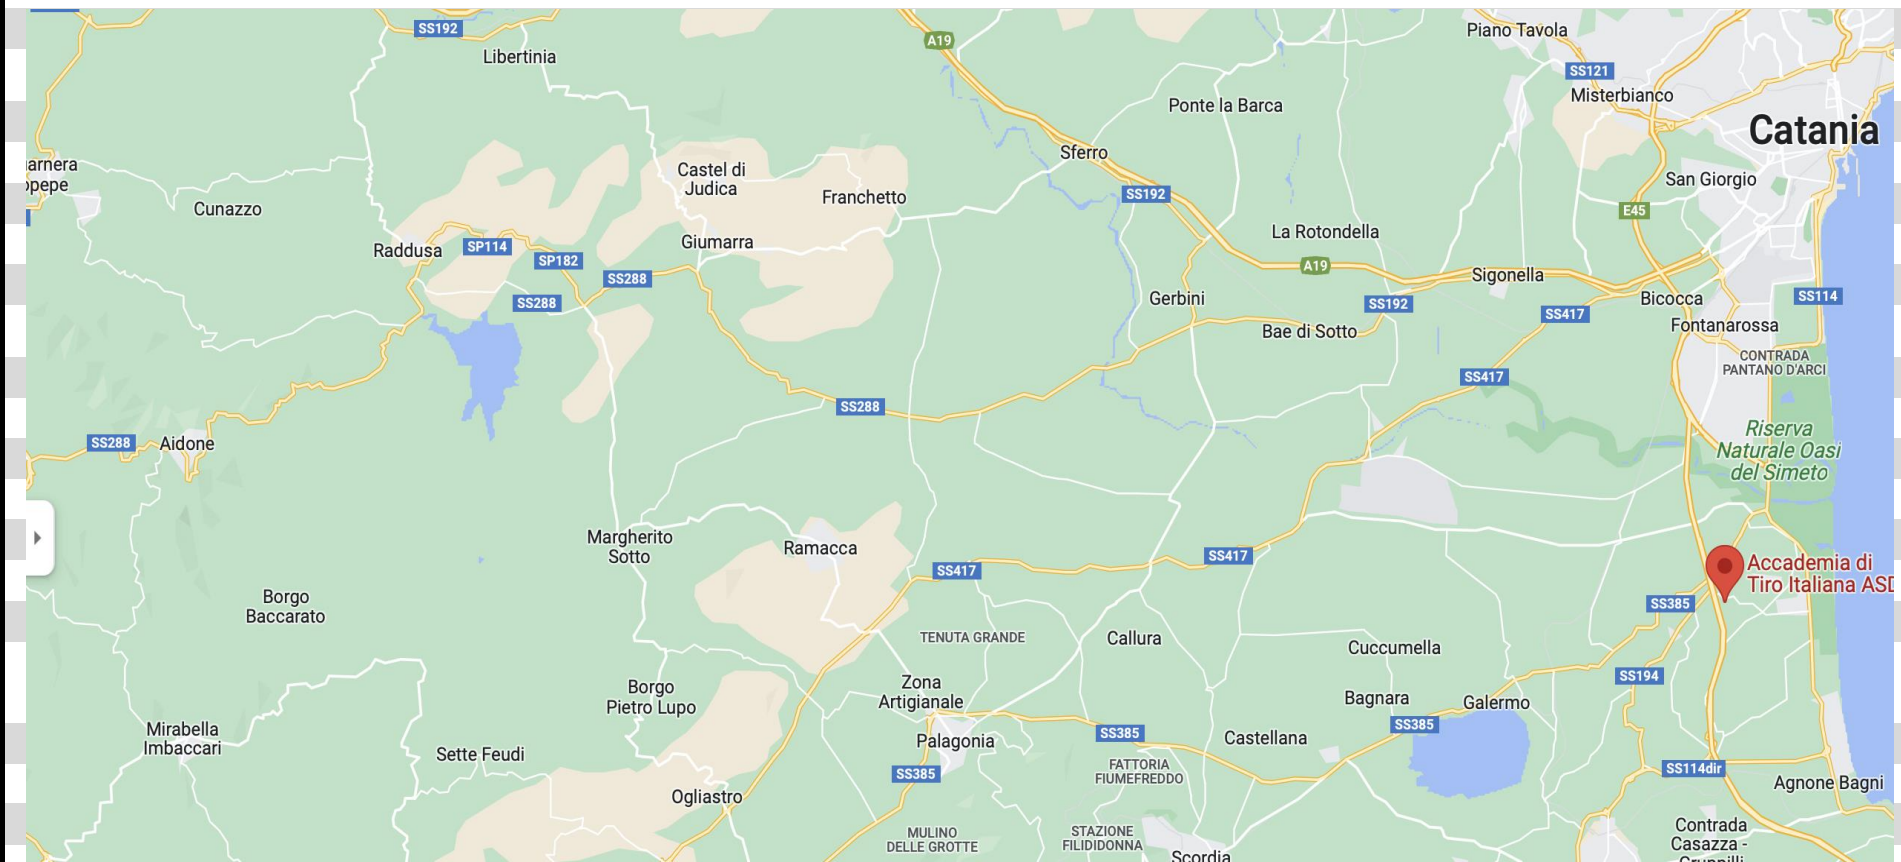 SS192
Libertinia
A19
Piano Tavola
SS121
Misterbianco
Ponte la Barca
Catania
Sferro
Castel di
Judica
Franchetto
SS192
San Giorgio
E45
arnera
opepe
Cunazzo
Raddusa
SP114
SP182
Giumarra
SS288
SS288
La Rotondella
A19
Sigonella
Gerbini
SS192
Bicocca
SS114
SS417
Fontanarossa
Bae di Sotto
CONTRADA
PANTANO D'ARCI
SS417
SS288
SS288
Aidone
Riserva
Naturale Oasi
del Simeto
Margherito
Sotto
Ramacca
SS417
SS417
Accademia di
Tiro Italiana ASD
SS385
Borgo
Baccarato
TENUTA GRANDE
Callura
Cuccumella
SS194
Zona
Artigianale
Borgo
Pietro Lupo
Bagnara
Galermo
SS385
Mirabella
Imbaccari
Sette Feudi
Palagonia
SS385
Castellana
FATTORIA
FIUMEFREDDO
SS385
SS114dir
Agnone Bagni
Ogliastro
MULINO
DELLE GROTTE
STAZIONE
FILIDIDONNA
Scordia
Contrada
Casazza -